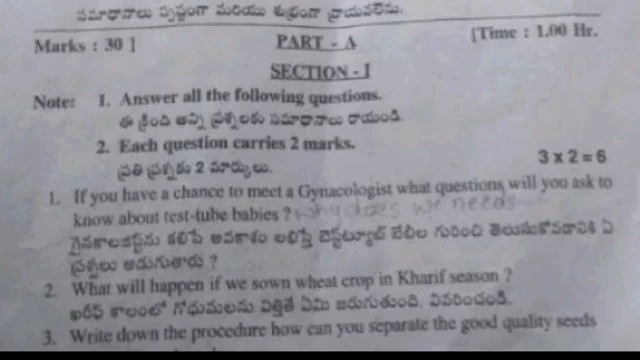 సమాధానాలు స్పష్టంగా మరియు శుభ్రంగా వ్రాయవలెను.
Marks : 30 ] PART - A [Time : 1.00 Hr.
SECTION - I
Note: 1. Answer all the following questions.
ఈ క్రింది అన్ని ప్రశ్నలకు సమాధానాలు రాయండి.
2. Each question carries 2 marks.
ప్రతి ప్రశ్నకు 2 మార్కులు. 3 x 2 = 6
1. If you have a chance to meet a Gynacologist what questions will you ask to
know about test-tube babies ? why does we needs
గైనకాలజిస్ట్‌ను కలిసే అవకాశం లభిస్తే టెస్ట్‌ట్యూబ్ బేబీల గురించి తెలుసుకోవడానికి ఏ
ప్రశ్నలు అడుగుతారు ?
2. What will happen if we sown wheat crop in Kharif season ?
ఖరీఫ్ కాలంలో గోధుమలను విత్తితే ఏమి జరుగుతుంది. వివరించండి.
3. Write down the procedure how can you separate the good quality seeds